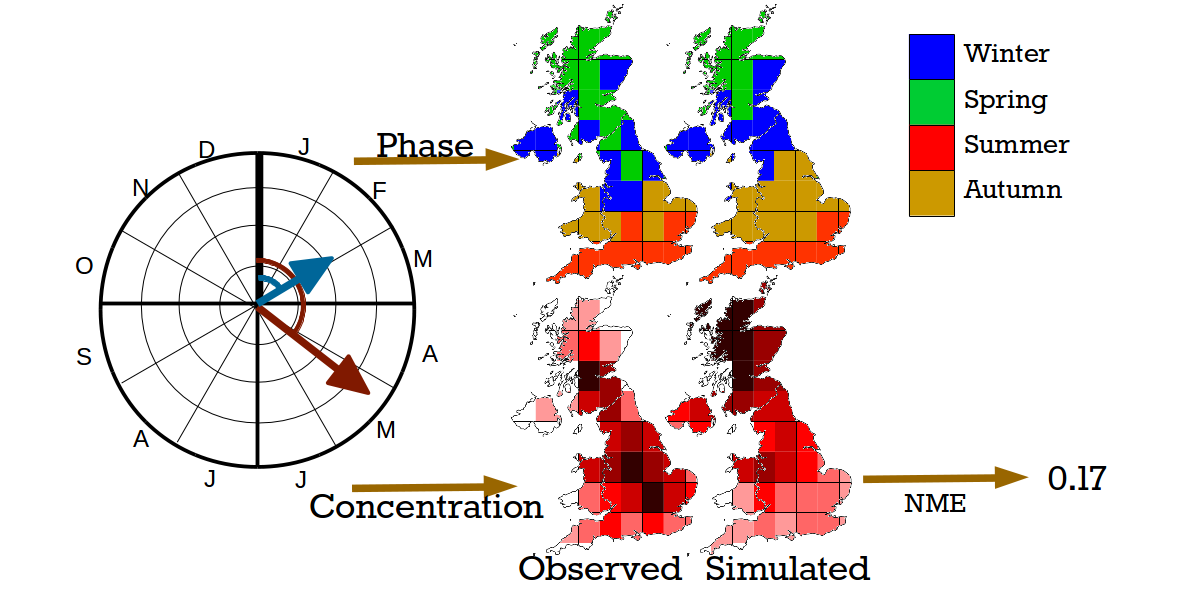 J
F
M
A
M
J
J
A
S
O
N
D
Phase
Concentration
Winter
Spring
Summer
Autumn
Observed
Simulated
NME
0.17